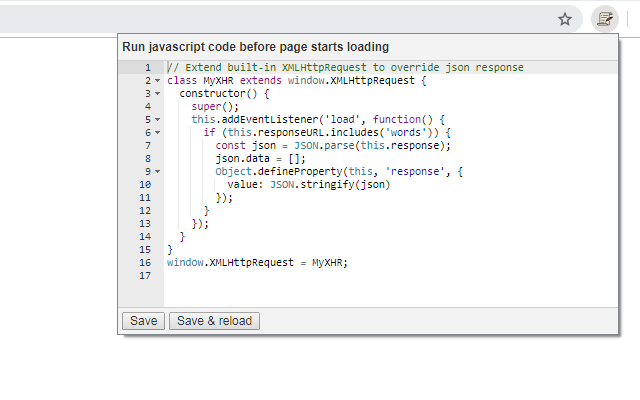 Run javascript code before page starts loading
1 // Extend built-in XMLHttpRequest to override json response
2 class MyXHR extends window.XMLHttpRequest {
3   constructor() {
4     super();
5     this.addEventListener('load', function() {
6       if (this.responseURL.includes('words')) {
7         const json = JSON.parse(this.response);
8         json.data = [];
9         Object.defineProperty(this, 'response', {
10           value: JSON.stringify(json)
11         });
12       }
13     });
14   }
15 }
16 window.XMLHttpRequest = MyXHR;
17
Save Save & reload